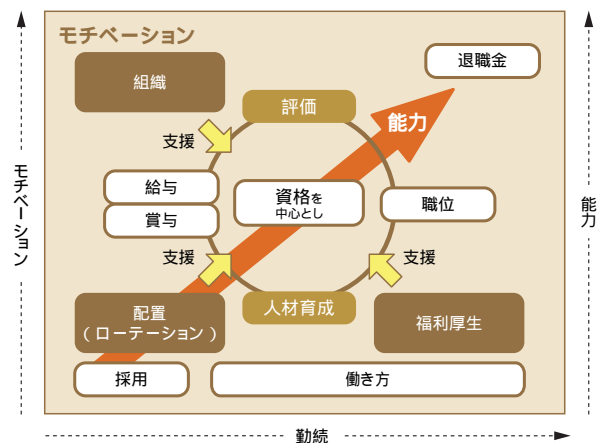 モチベーション
組織
退職金
評価
能力
支援
給与
賞与
資格を
中心とし
職位
支援
支援
配置
(ローテーション)
人材育成
福利厚生
採用
働き方
モチベーション
能力
勤続